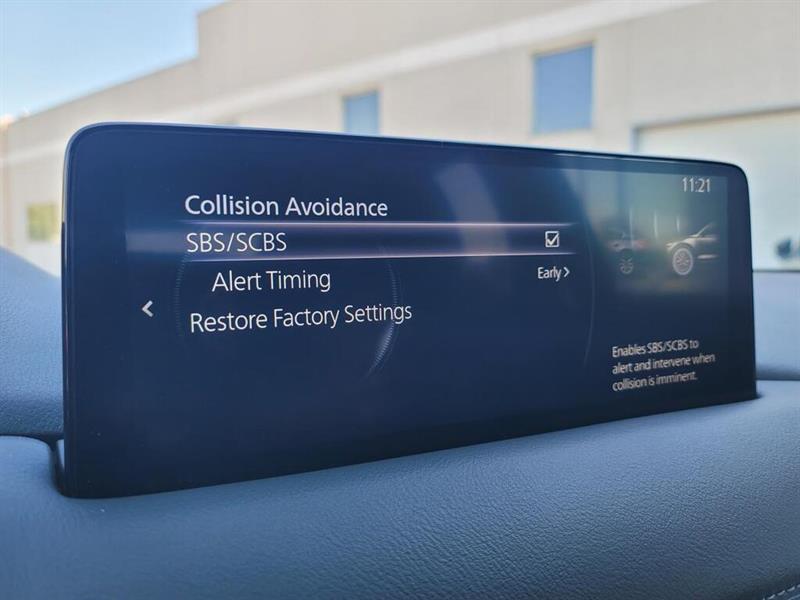 11:21
Collision Avoidance
SBS/SCBS
Alert Timing
Early >
Restore Factory Settings
Enables SBS/SCBS to
alert and intervene when
collision is imminent.